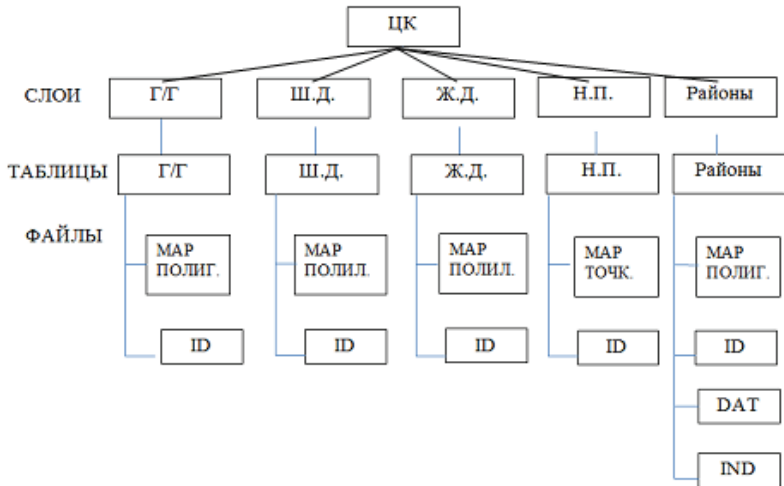 ЦК
СЛОИ Г/Г Ш.Д. Ж.Д. Н.П. Районы
ТАБЛИЦЫ Г/Г Ш.Д. Ж.Д. Н.П. Районы
ФАЙЛЫ
МАР МАР МАР МАР МАР
ПОЛИГ. ПОЛИЛ. ПОЛИЛ. ТОЧК. ПОЛИГ.
ID ID ID ID ID
DAT
IND